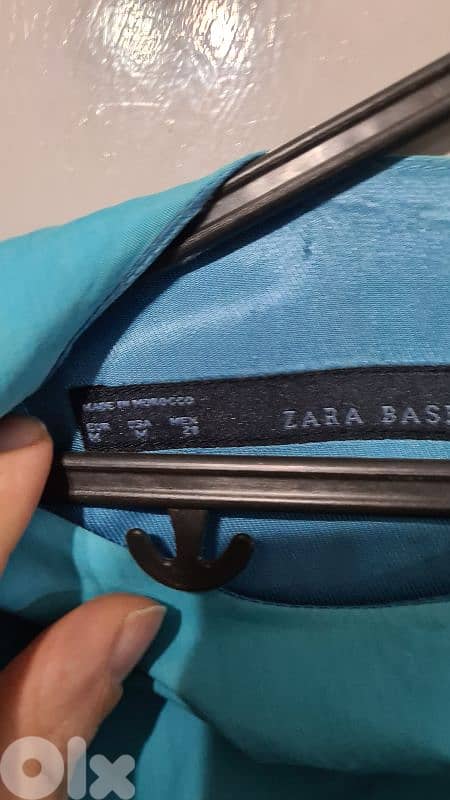 MADE IN MOROCCO
EUR USA MEX
M M 28
ZARA BASI
OLX